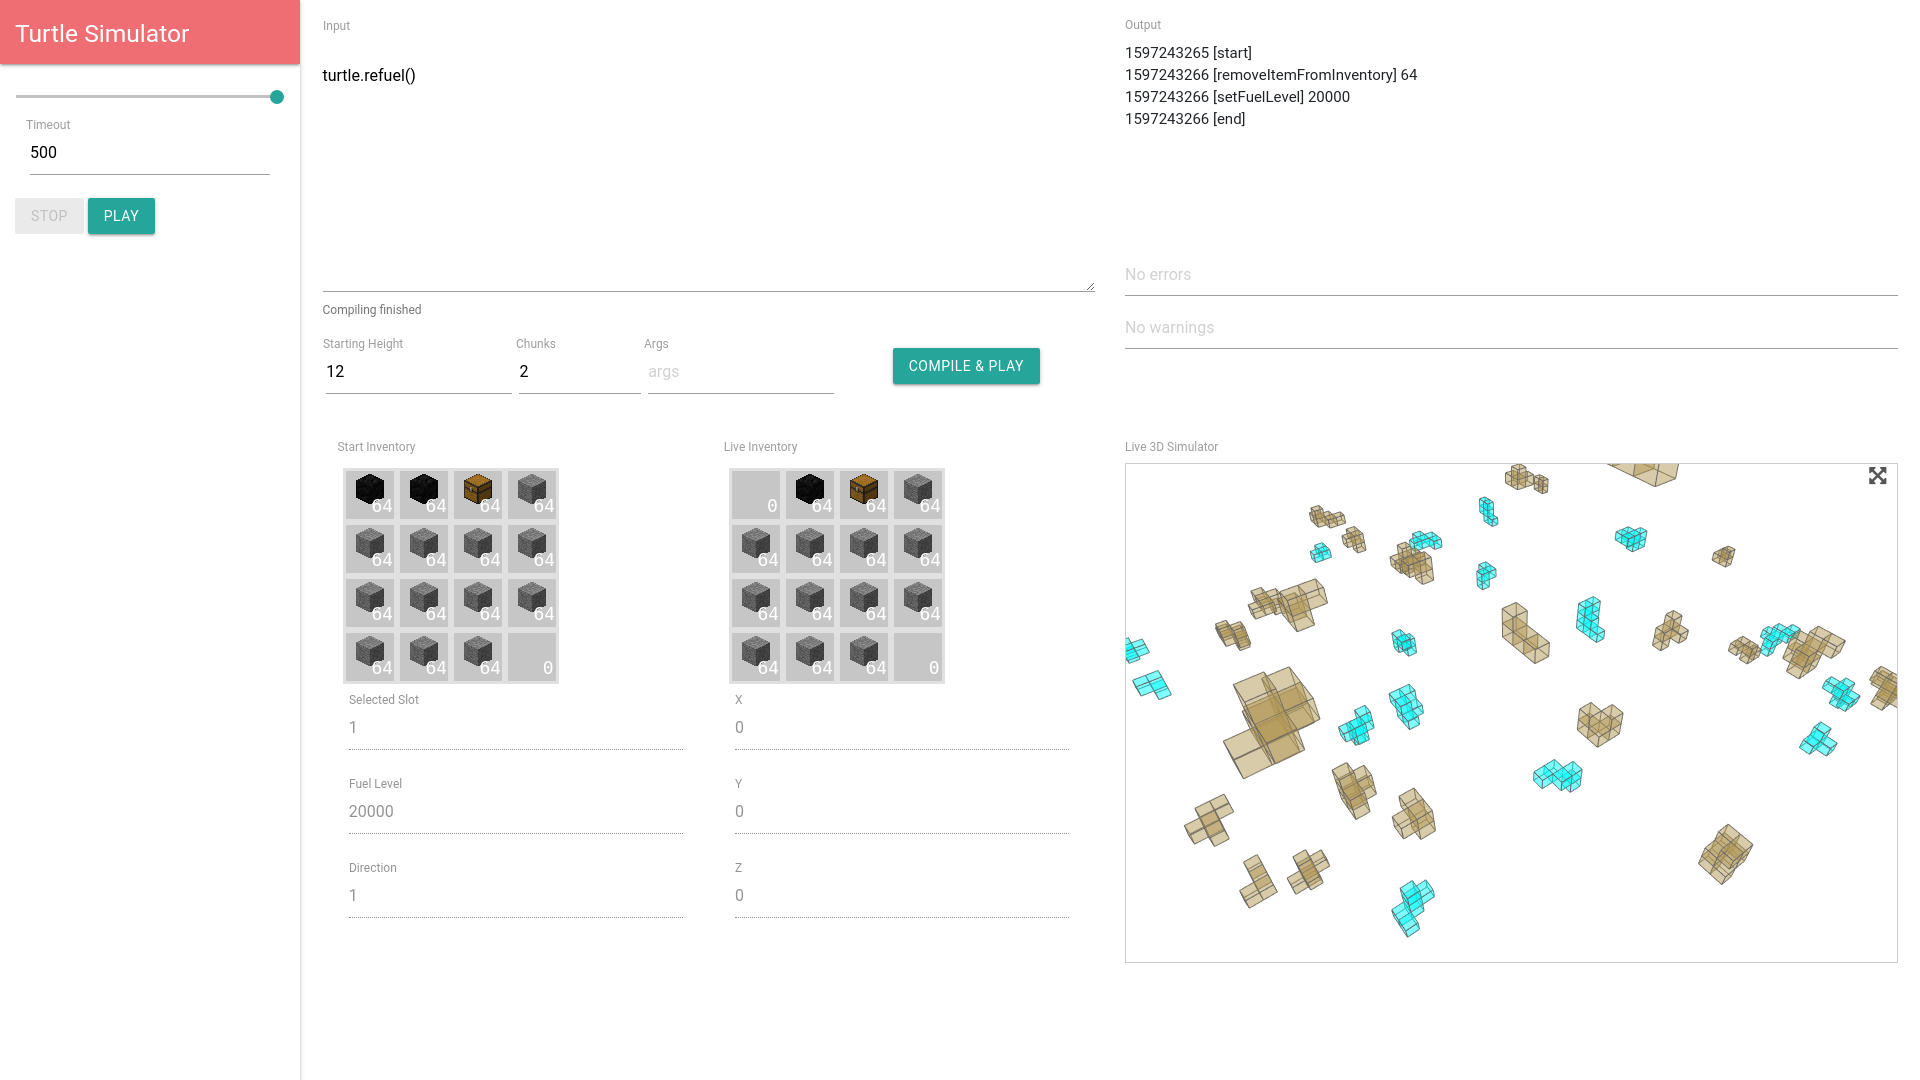 Turtle Simulator
Timeout
500
STOP PLAY
Input
turtle.refuel()
Compiling finished
Starting Height Chunks Args
12 2 args
COMPILE & PLAY
Output
1597243265 [start]
1597243266 [removeItemFromInventory] 64
1597243266 [setFuelLevel] 20000
1597243266 [end]
No errors
No warnings
Start Inventory
64 64 64 64
64 64 64 64
64 64 64 64
64 64 64 0
Selected Slot
1
Fuel Level
20000
Direction
1
Live Inventory
0 64 64 64
64 64 64 64
64 64 64 64
64 64 64 0
X
0
Y
0
Z
0
Live 3D Simulator